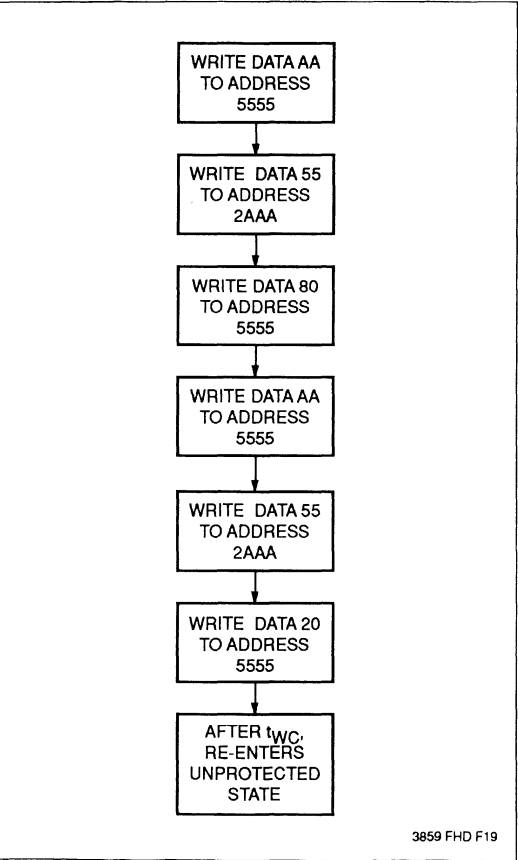 WRITE DATA AA
TO ADDRESS
5555
WRITE DATA 55
TO ADDRESS
2AAA
WRITE DATA 80
TO ADDRESS
5555
WRITE DATA AA
TO ADDRESS
5555
WRITE DATA 55
TO ADDRESS
2AAA
WRITE DATA 20
TO ADDRESS
5555
AFTER tWC,
RE-ENTERS
UNPROTECTED
STATE
3859 FHD F19